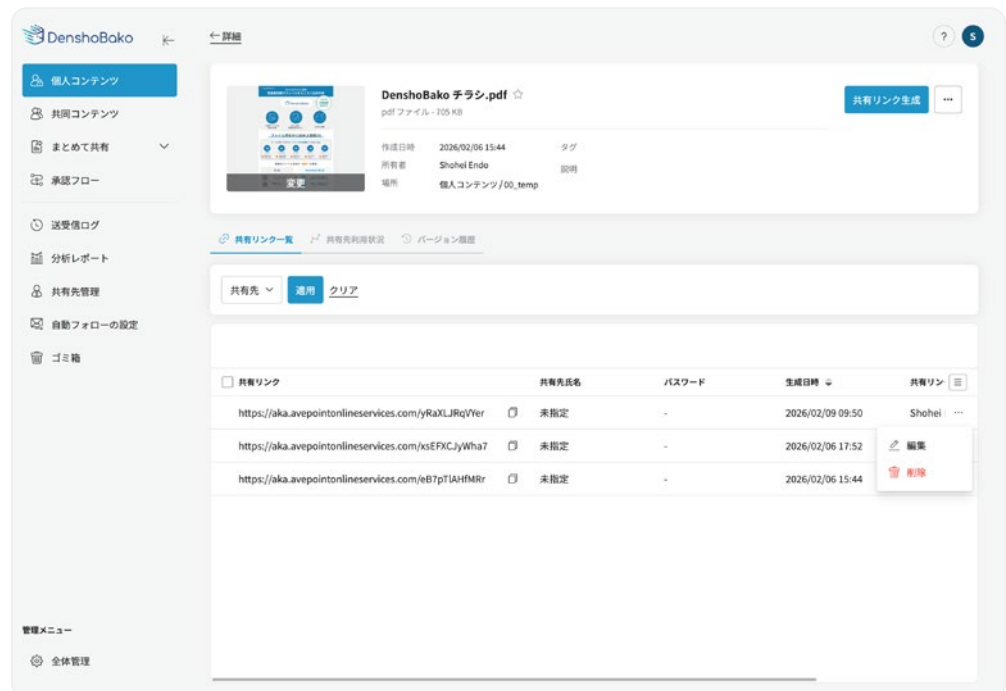 DenshoBako
← 詳細
?
S
個人コンテンツ
共同コンテンツ
まとめて共有
承認フロー
送受信ログ
分析レポート
共有先管理
自動フォローの設定
ゴミ箱
管理メニュー
全体管理
変更
DenshoBako チラシ.pdf
pdf ファイル - 705 KB
共有リンク生成
作成日時 2026/02/06 15:44 タグ
所有者 Shohei Endo 説明
場所 個人コンテンツ / 00_temp
共有リンク一覧 共有先利用状況 バージョン履歴
共有先 適用 クリア
共有リンク 共有先氏名 パスワード 生成日時 共有リン
https://aka.avepointonlineservices.com/yRaXLJRqVYer 未指定 - 2026/02/09 09:50 Shohei
https://aka.avepointonlineservices.com/xsEFXCJyWha7 未指定 - 2026/02/06 17:52
https://aka.avepointonlineservices.com/eB7pTlAHfMRr 未指定 - 2026/02/06 15:44
編集
削除